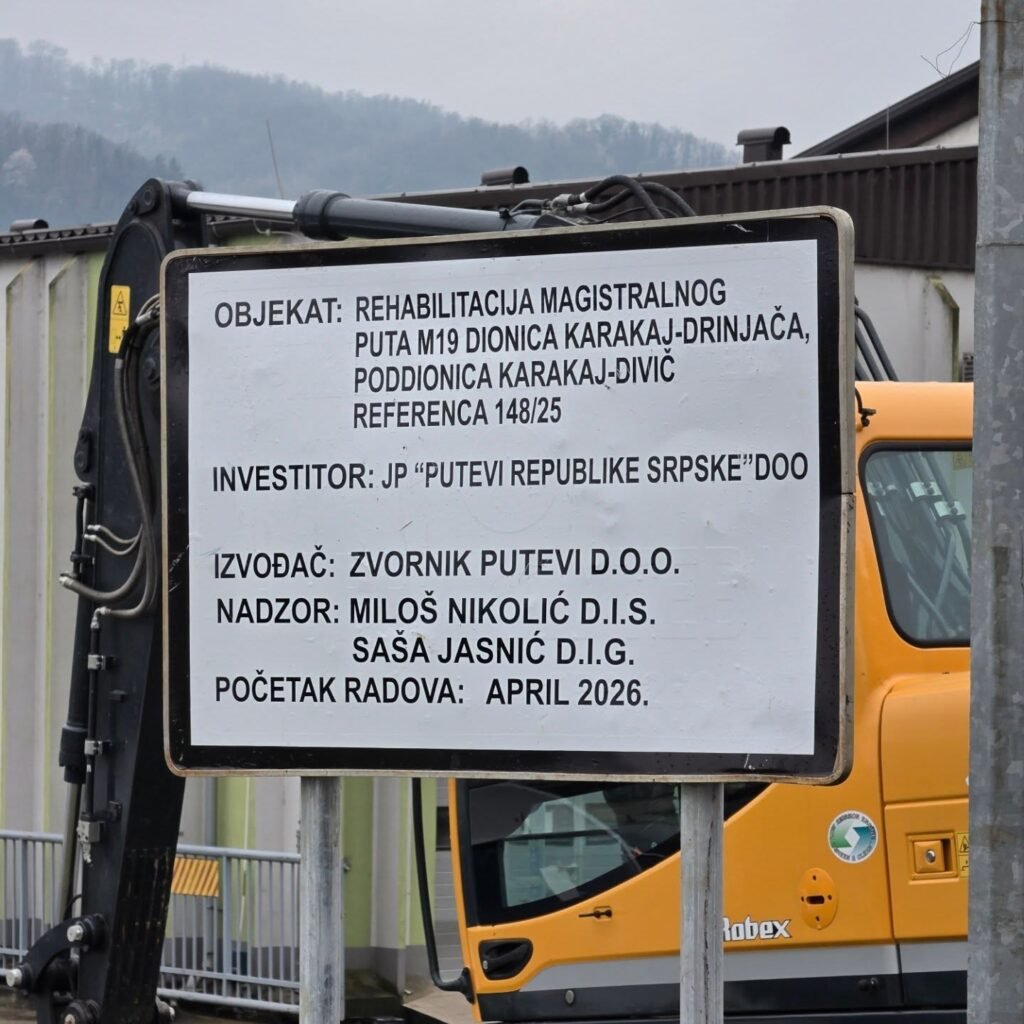 OBJEKAT: REHABILITACIJA MAGISTRALNOG
PUTA M19 DIONICA KARAKAJ-DRINJAČA,
PODDIONICA KARAKAJ-DIVIČ
REFERENCA 148/25
INVESTITOR: JP "PUTEVI REPUBLIKE SRPSKE"DOO
IZVOĐAČ: ZVORNIK PUTEVI D.O.O.
NADZOR: MILOŠ NIKOLIĆ D.I.S.
SAŠA JASNIĆ D.I.G.
POČETAK RADOVA: APRIL 2026.
Robex